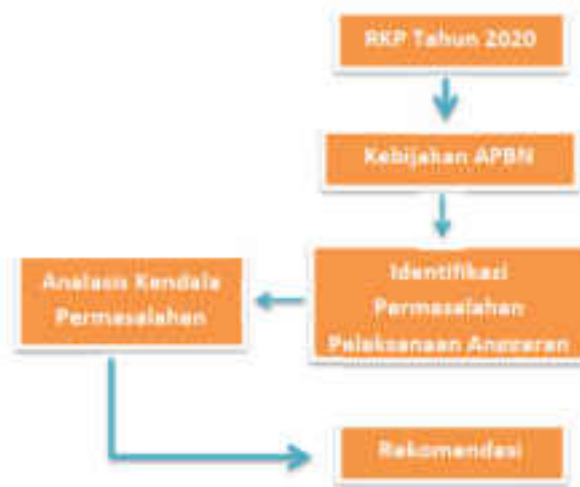 RKP Tahun 2020
Kebijakan APBN
Identifikasi
Permasalahan
Pelaksanaan Anggaran
Analisis Kendala
Permasalahan
Rekomendasi